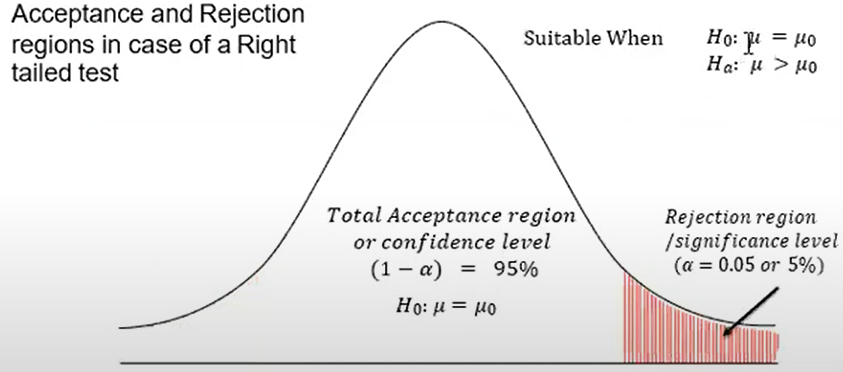 Acceptance and Rejection
regions in case of a Right
tailed test
Suitable When
H₀: μ = μ₀
Hₐ: μ > μ₀
Total Acceptance region
or confidence level
(1 − α) = 95%
H₀: μ = μ₀
Rejection region
/significance level
(α = 0.05 or 5%)